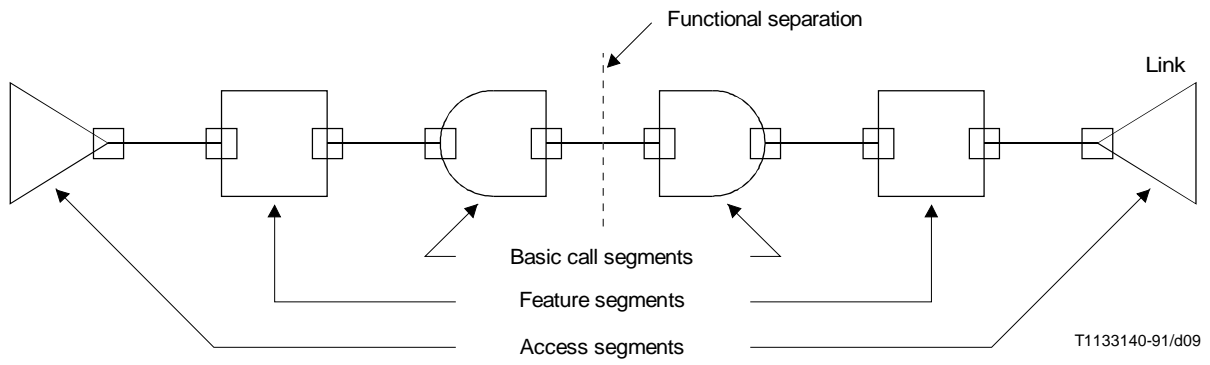 Functional separation
Link
Basic call segments
Feature segments
Access segments
T1133140-91/d09